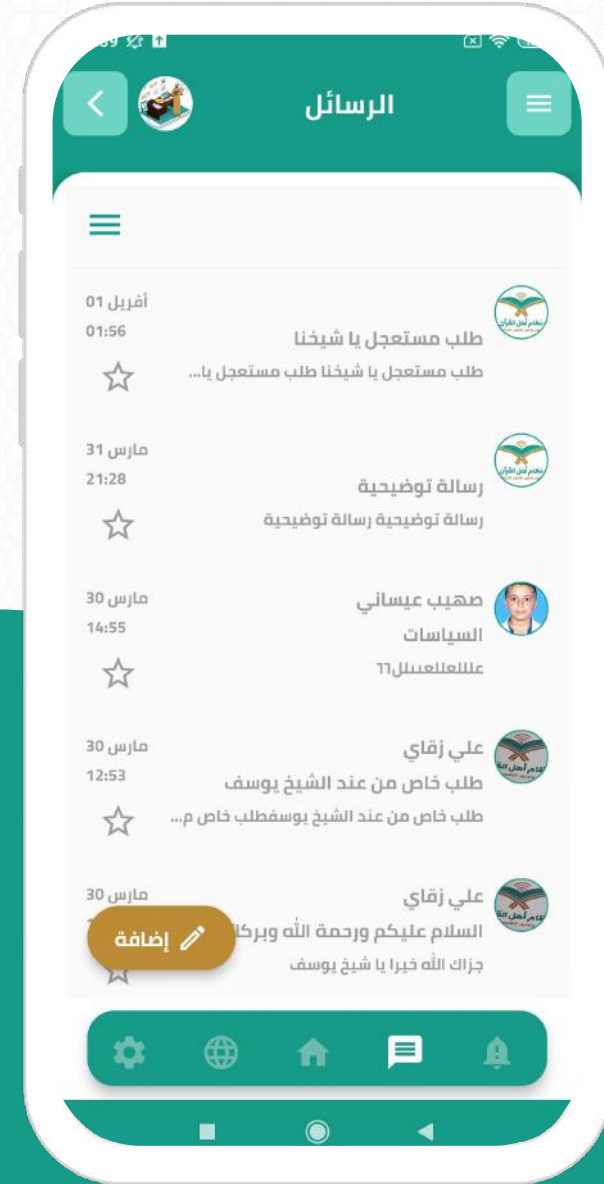 الرسائل
أفريل 01
01:56
طلب مستعجل يا شيخنا
طلب مستعجل يا شيخنا طلب مستعجل يا...
مارس 31
21:28
رسالة توضيحية
رسالة توضيحية رسالة توضيحية
صهيب عيساني
مارس 30
14:55
السياسات
علي زقاي
مارس 30
12:53
طلب خاص من عند الشيخ يوسف
طلب خاص من عند الشيخ يوسفطلب خاص م...
علي زقاي
مارس 30
السلام عليكم ورحمة الله وبركا
جزاك الله خيرا يا شيخ يوسف
إضافة